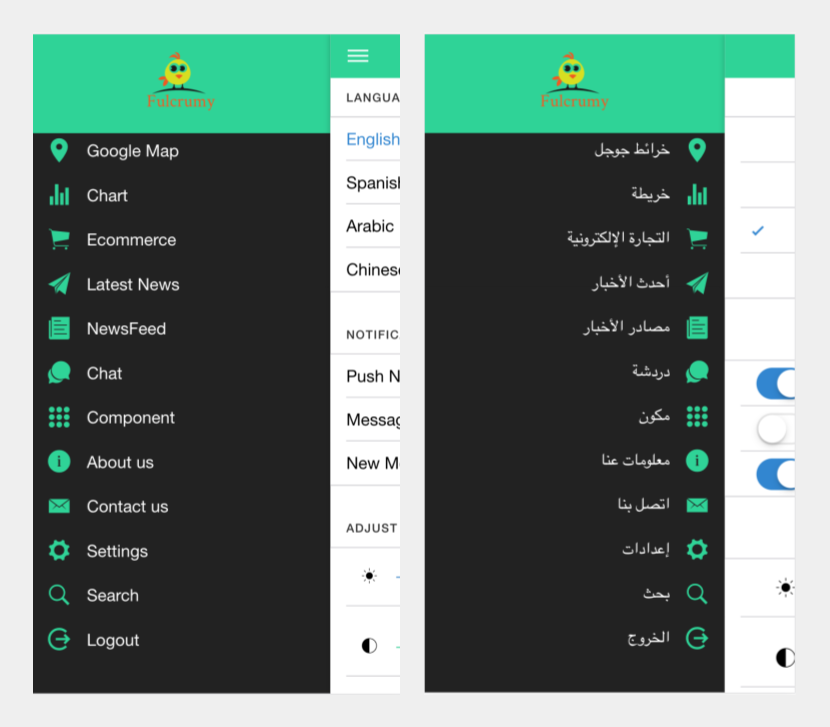 Fulcrumy
Google Map
Chart
Ecommerce
Latest News
NewsFeed
Chat
Component
About us
Contact us
Settings
Search
Logout
LANGUA
English
Spanish
Arabic
Chinese
NOTIFIC
Push N
Messag
New M
ADJUST
Fulcrumy
خرائط جوجل
خريطة
التجارة الإلكترونية
أحدث الأخبار
مصادر الأخبار
دردشة
مكون
معلومات عنا
اتصل بنا
إعدادات
بحث
الخروج